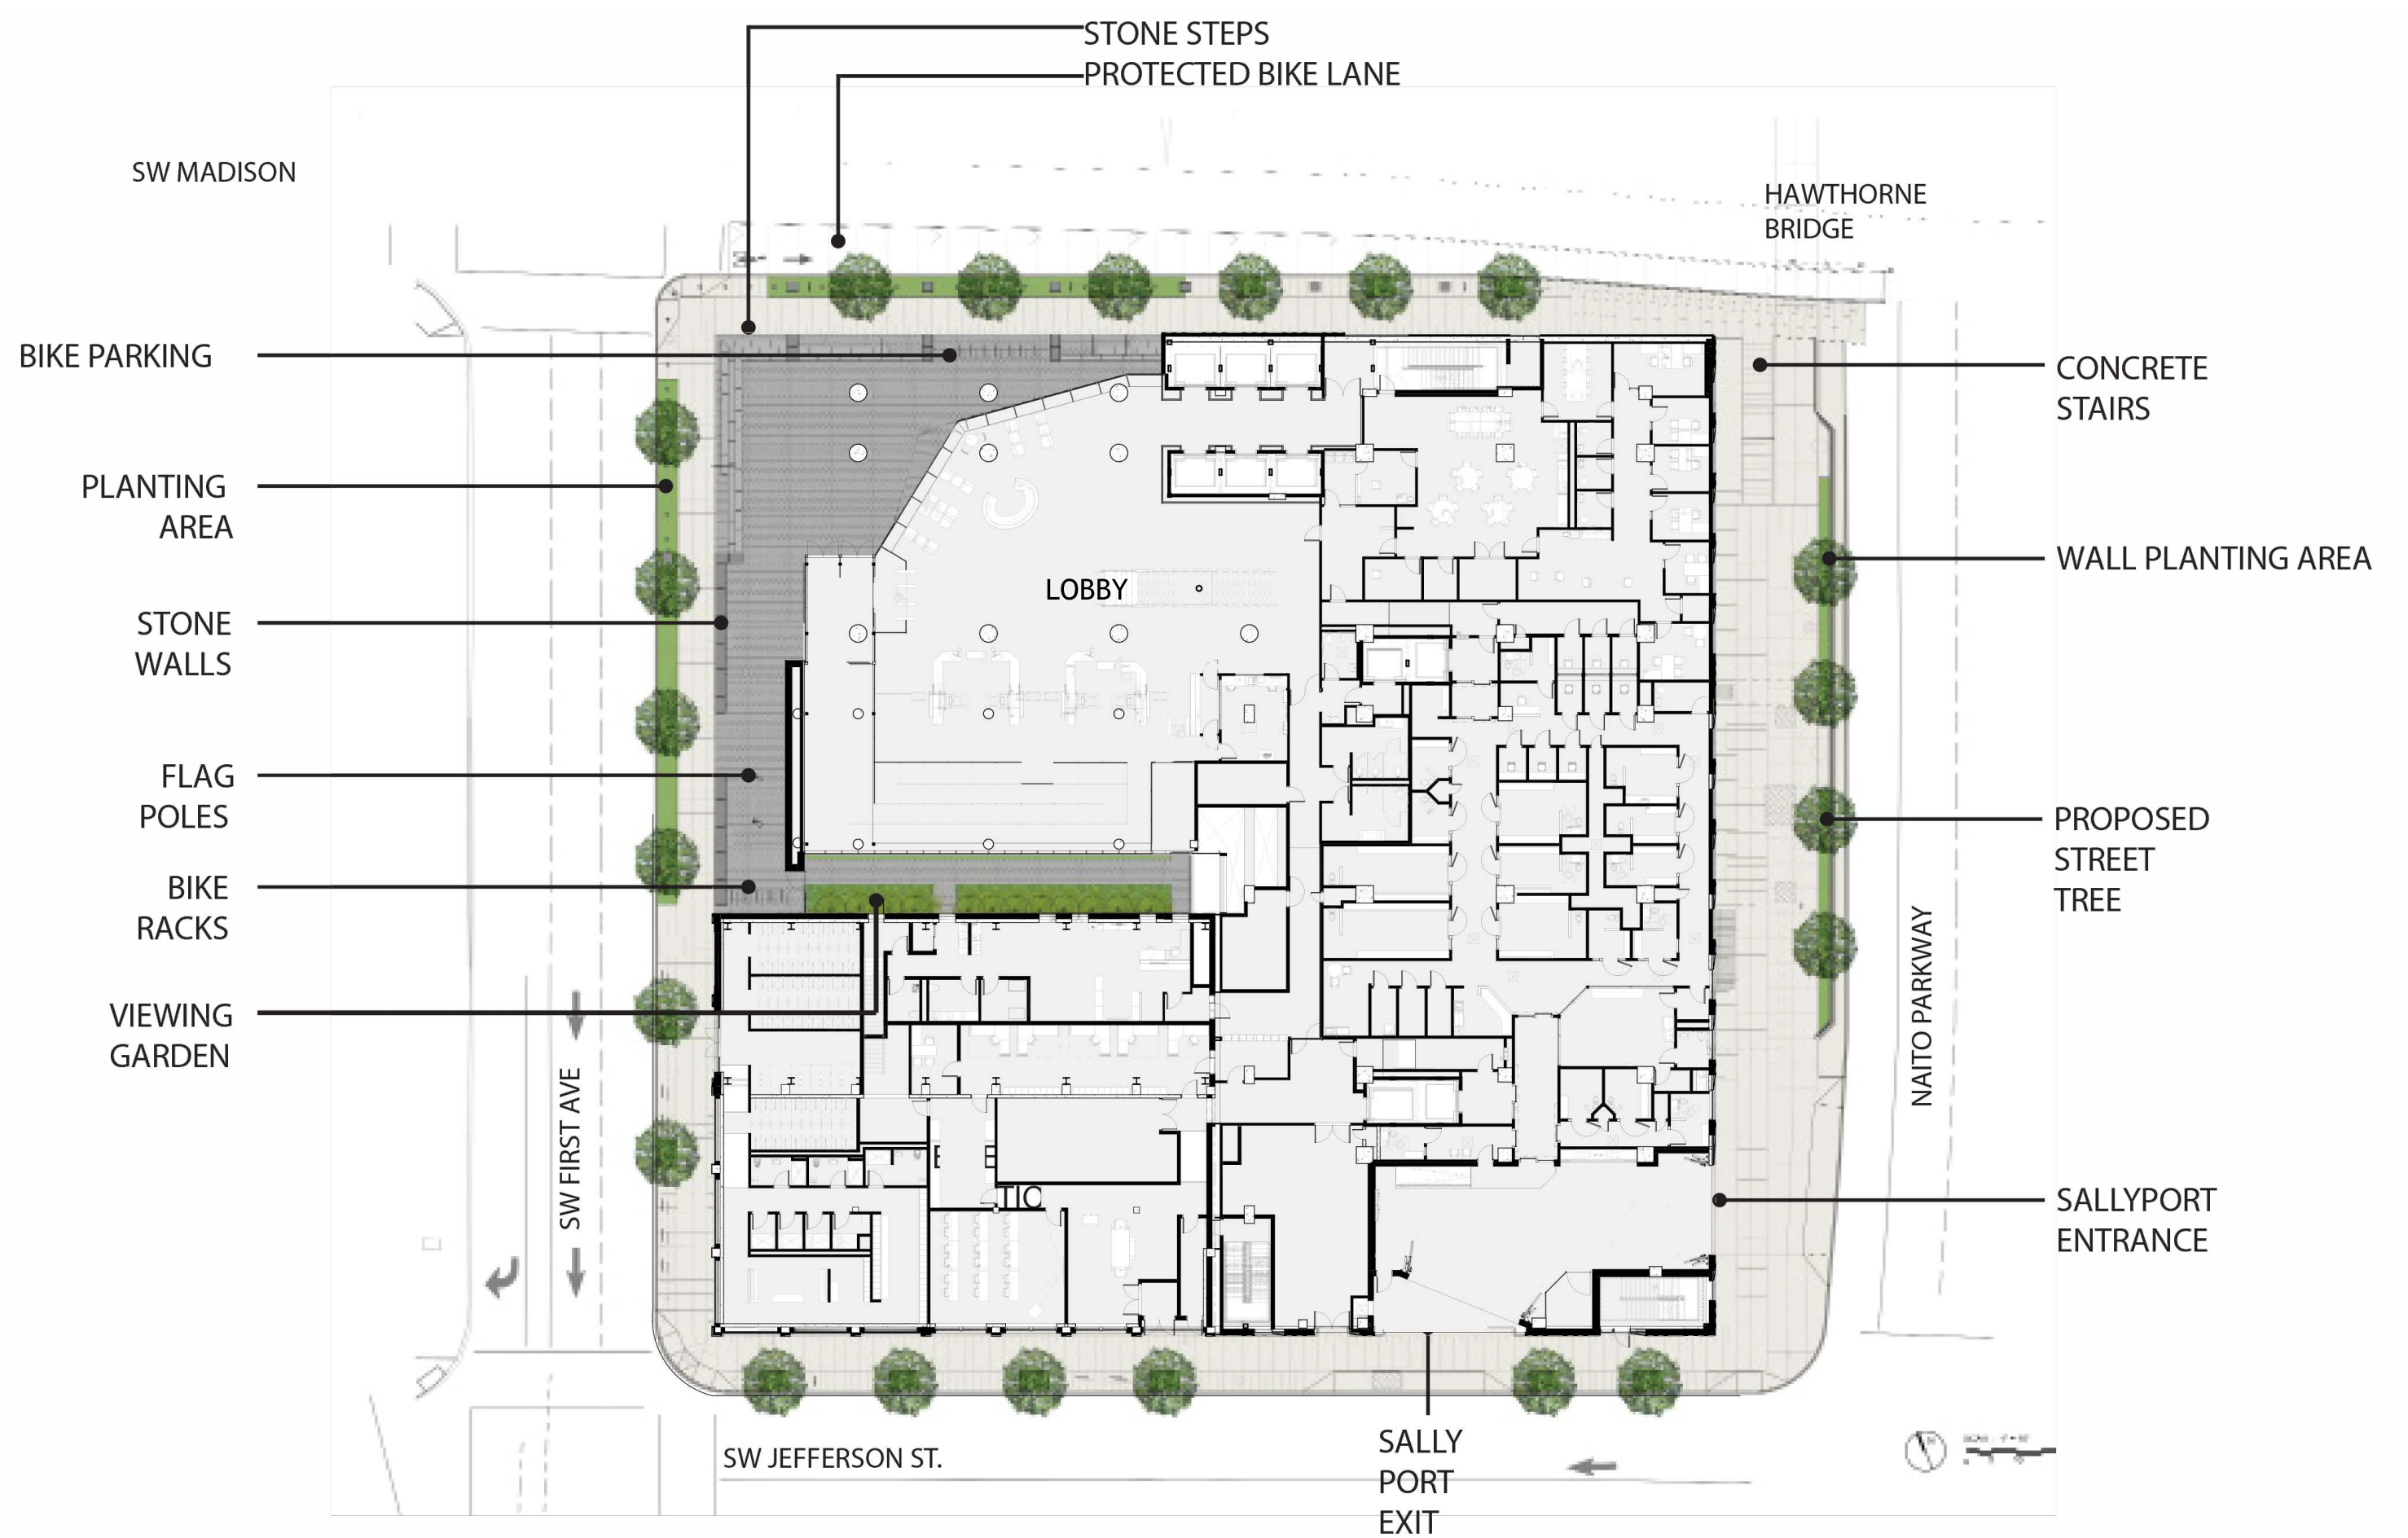 STONE STEPS
PROTECTED BIKE LANE
SW MADISON
HAWTHORNE
BRIDGE
BIKE PARKING
CONCRETE
STAIRS
PLANTING
AREA
WALL PLANTING AREA
LOBBY
STONE
WALLS
FLAG
POLES
PROPOSED
STREET
TREE
BIKE
RACKS
NAITO PARKWAY
VIEWING
GARDEN
SW FIRST AVE
TIC
SALLYPORT
ENTRANCE
SW JEFFERSON ST.
SALLY
PORT
EXIT